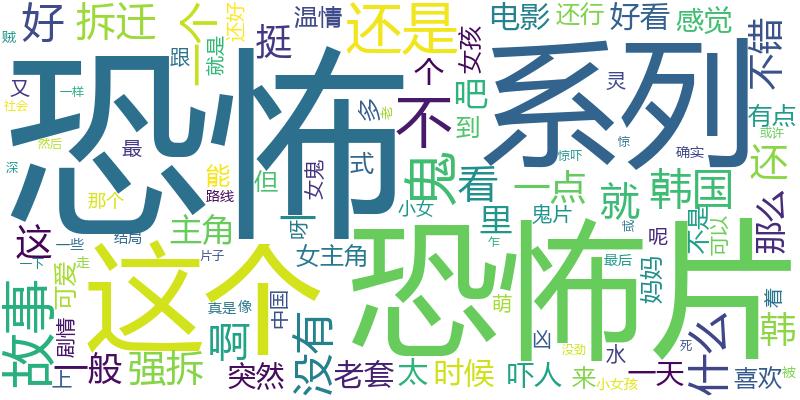 恐怖
系列
恐怖片
这个
还是
一个
好
拆迁
挺
温情
电影
还行
好看
感觉
不错
贼
跟
就是
还好
女孩
个
不
多
吧
到
老
灵
有点
社会
又
一样
最
然后
深
那个
能
路线
但
女鬼
式
鬼
看
一点
就
韩国
还
惊吓
惊
确实
或许
这
一些
结局
主角
片子
呀
女主角
小女
里
鬼片
乍
最后
妈妈
呢
不是
可以
那么
着
故事
可爱
走
一下
剧情
上
一般
强拆
啊
真是
像
中国
没有
突然
老套
太
时候
萌
凶
没劲
水
吓人
来
小女孩
一天
死
什么
喜欢
韩
被